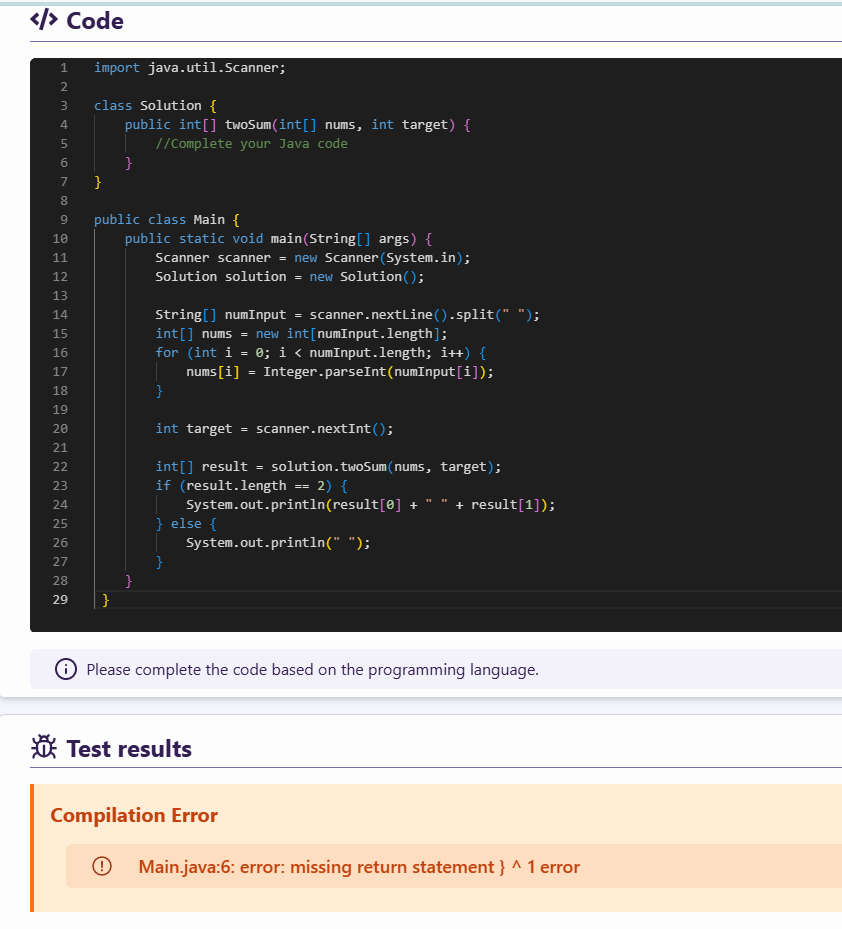 </> Code
1 import java.util.Scanner;
2
3 class Solution {
4     public int[] twoSum(int[] nums, int target) {
5         //Complete your Java code
6     }
7 }
8
9 public class Main {
10     public static void main(String[] args) {
11         Scanner scanner = new Scanner(System.in);
12         Solution solution = new Solution();
13
14         String[] numInput = scanner.nextLine().split(" ");
15         int[] nums = new int[numInput.length];
16         for (int i = 0; i < numInput.length; i++) {
17             nums[i] = Integer.parseInt(numInput[i]);
18         }
19
20         int target = scanner.nextInt();
21
22         int[] result = solution.twoSum(nums, target);
23         if (result.length == 2) {
24             System.out.println(result[0] + " " + result[1]);
25         } else {
26             System.out.println(" ");
27         }
28     }
29  }
Please complete the code based on the programming language.
Test results
Compilation Error
Main.java:6: error: missing return statement } ^ 1 error